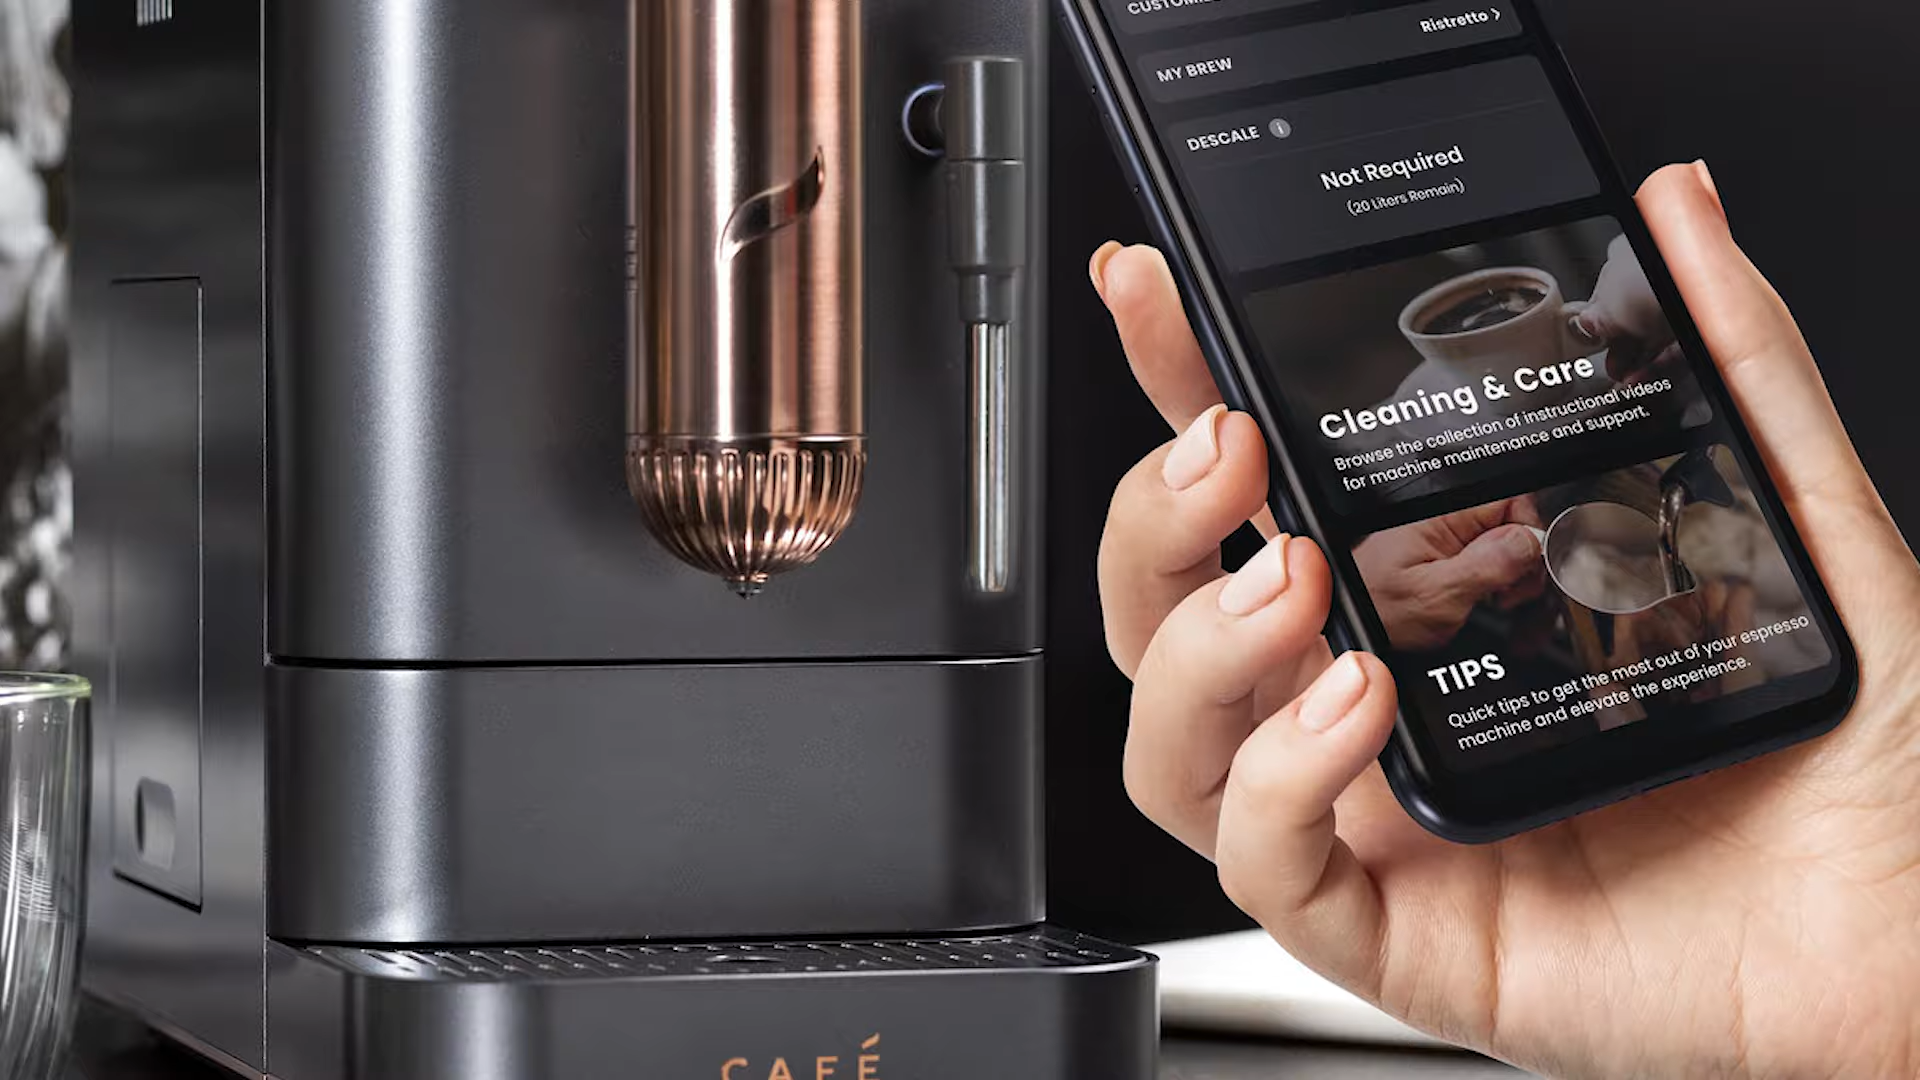 Ristretto >
MY BREW
DESCALE i
Not Required
(20 Liters Remain)
Cleaning & Care
Browse the collection of instructional videos
for machine maintenance and support.
TIPS
Quick tips to get the most out of your espresso
machine and elevate the experience.
CAFÉ